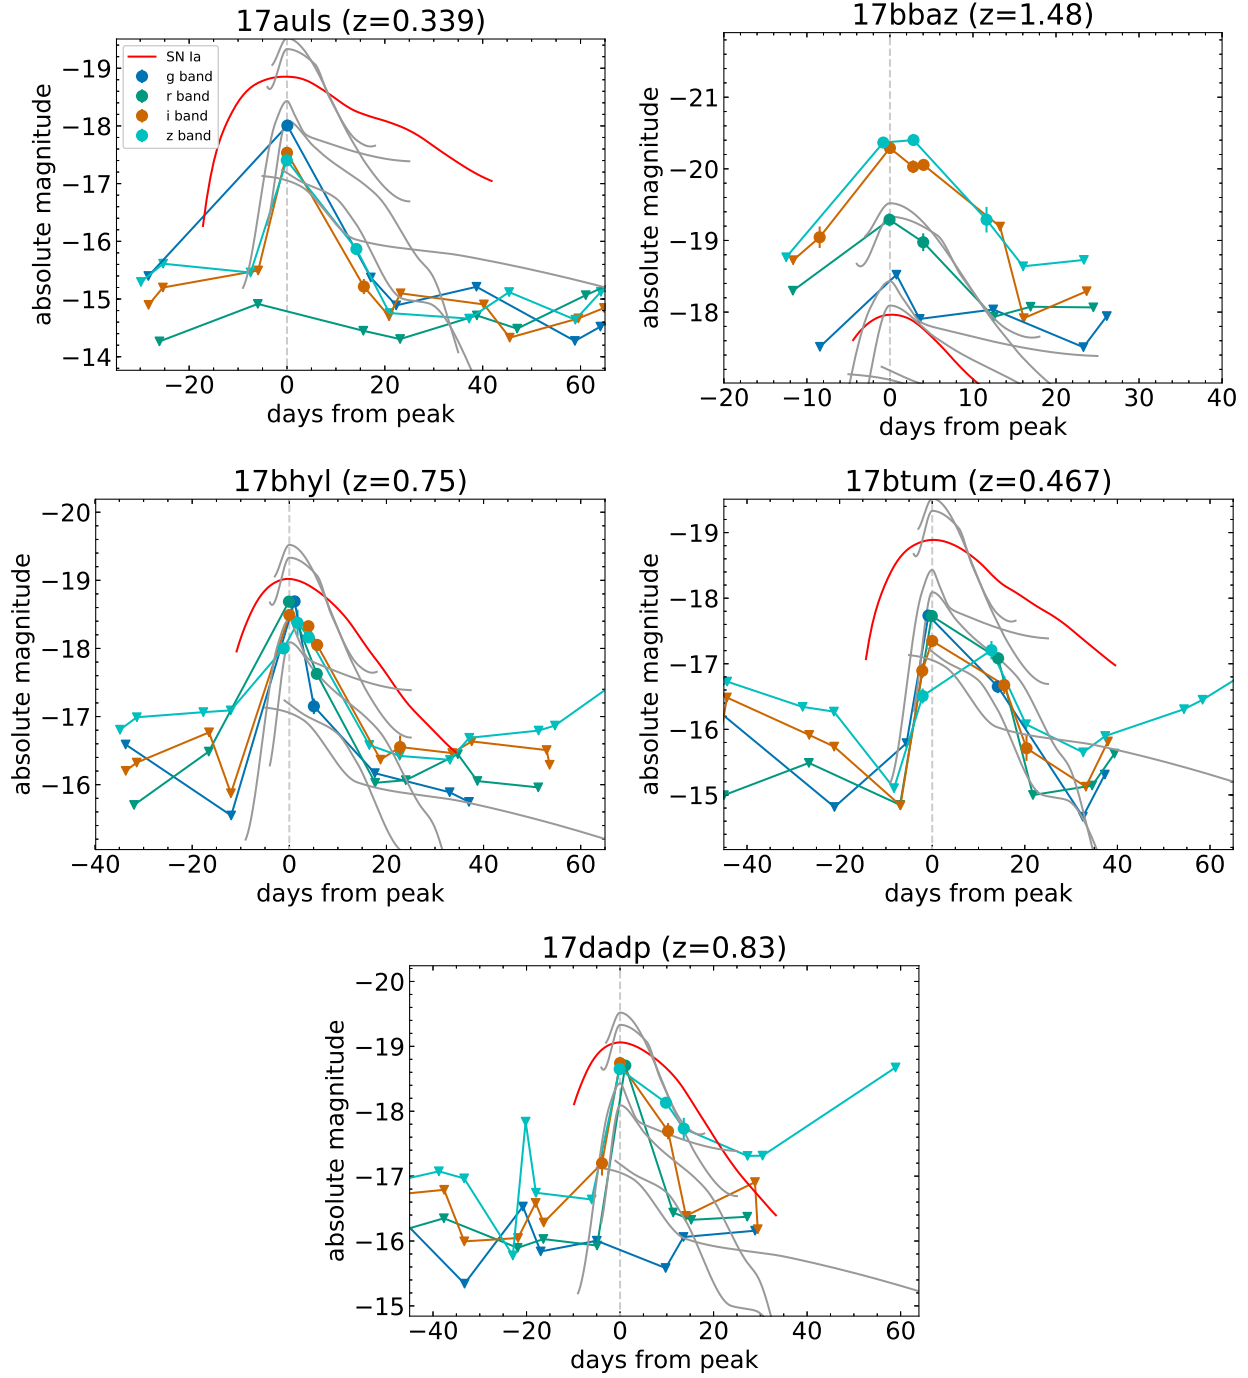 17auls (z=0.339)
absolute magnitude
−19
−18
−17
−16
−15
−14
SN Ia
g band
r band
i band
z band
−20 0 20 40 60
days from peak
17bbaz (z=1.48)
absolute magnitude
−21
−20
−19
−18
−20 −10 0 10 20 30 40
days from peak
17bhyl (z=0.75)
absolute magnitude
−20
−19
−18
−17
−16
−40 −20 0 20 40 60
days from peak
17btum (z=0.467)
absolute magnitude
−19
−18
−17
−16
−15
−40 −20 0 20 40 60
days from peak
17dadp (z=0.83)
absolute magnitude
−20
−19
−18
−17
−16
−15
−40 −20 0 20 40 60
days from peak